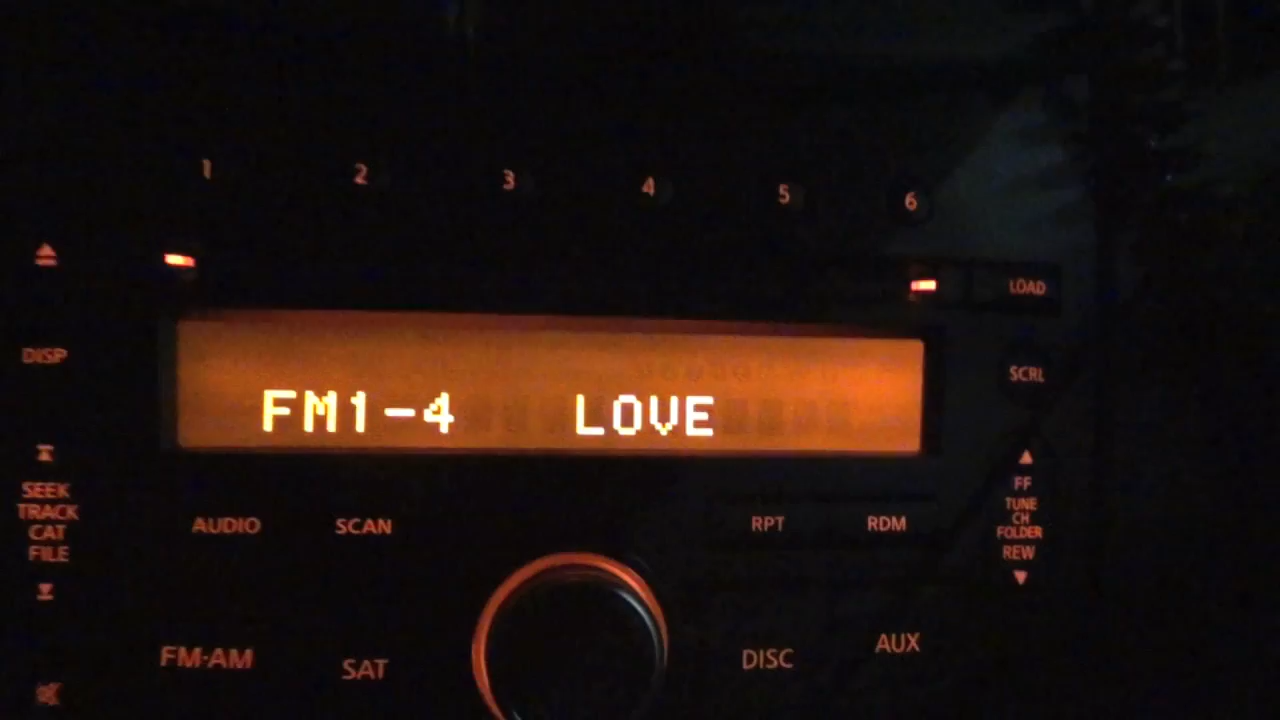 1 2 3 4 5 6
LOAD
DISP
SCRL
FM1-4 LOVE
SEEK
TRACK
CAT
FILE
AUDIO SCAN RPT RDM
FF
TUNE
CH
FOLDER
REW
FM·AM SAT DISC AUX